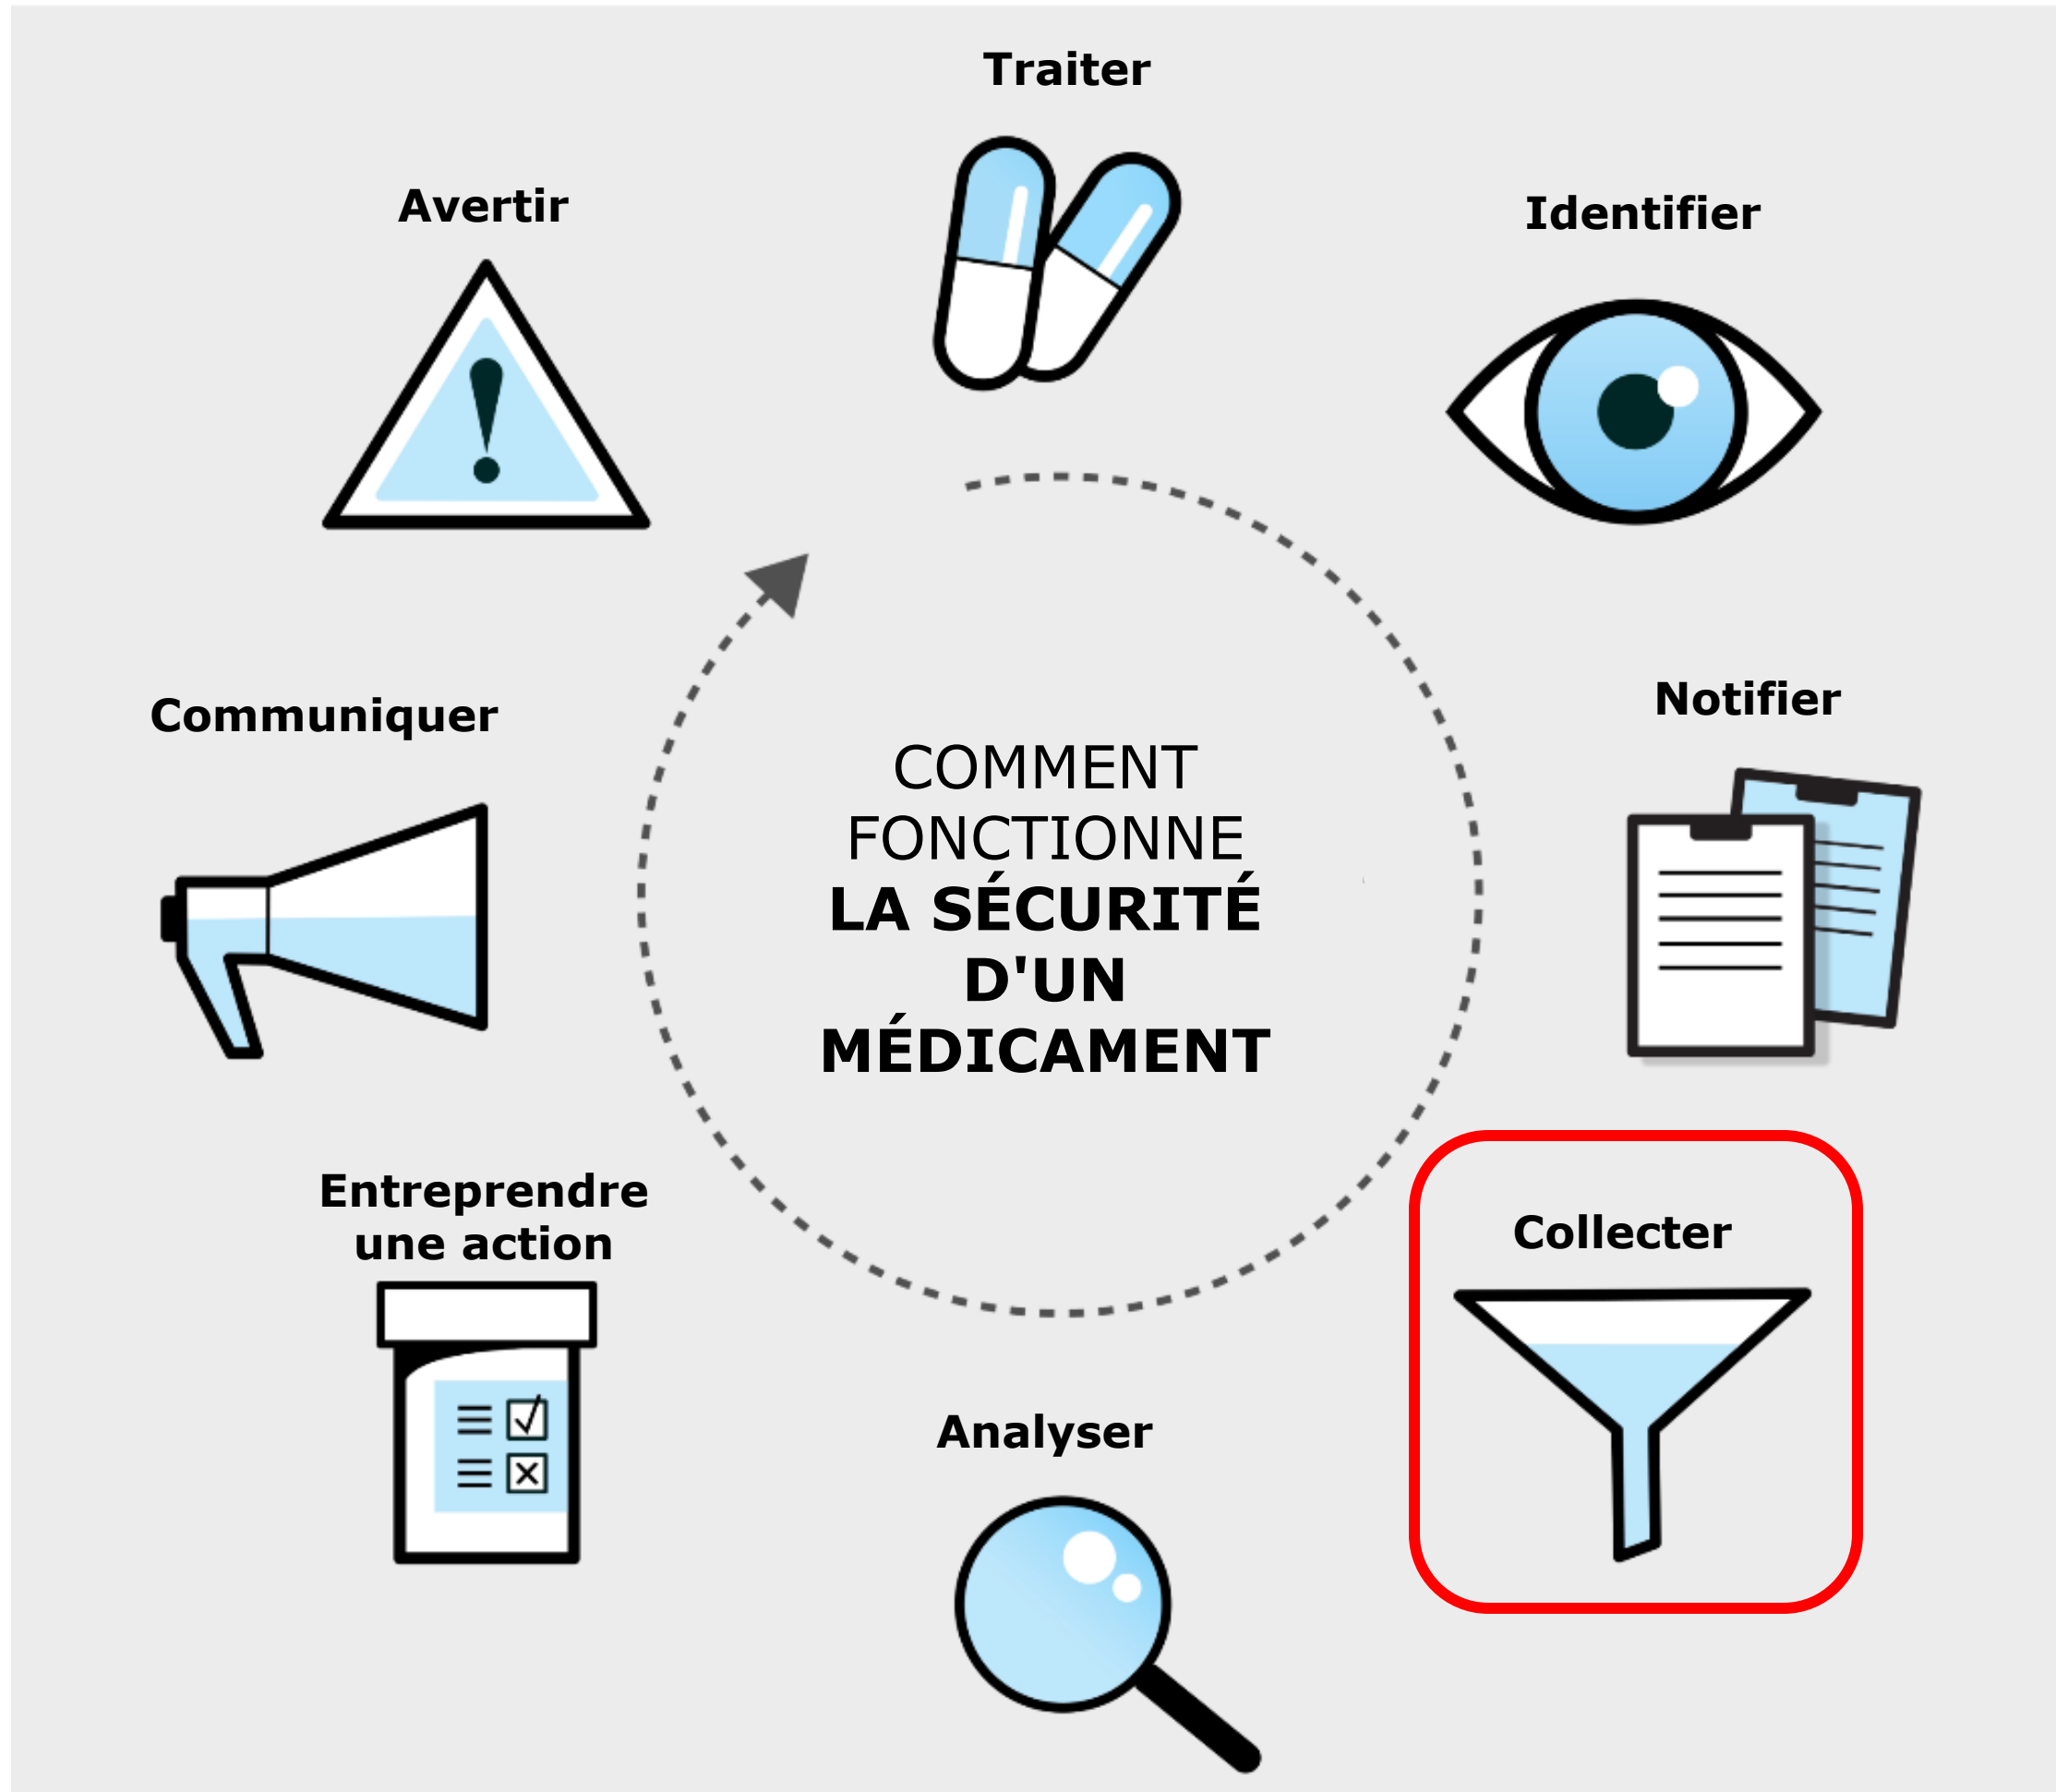 Traiter
Avertir
Identifier
Communiquer
Notifier
COMMENT
FONCTIONNE
LA SÉCURITÉ
D'UN
MÉDICAMENT
Entreprendre
une action
Collecter
Analyser